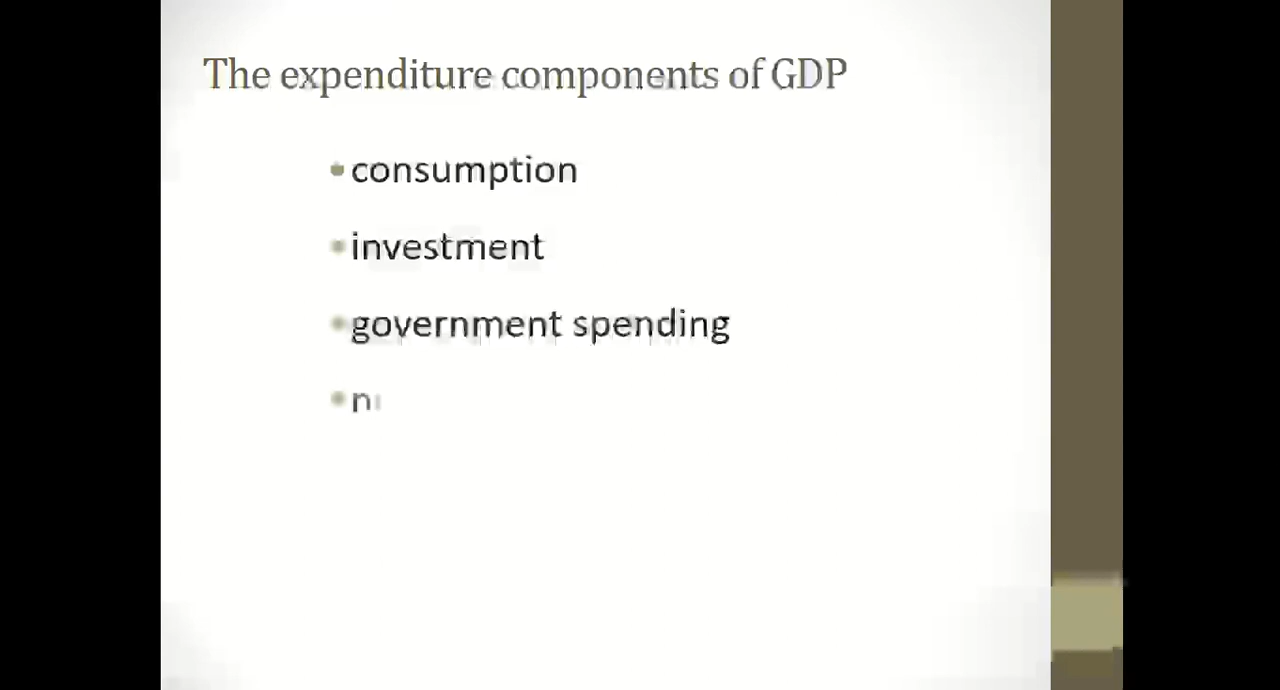 The expenditure components of GDP
• consumption
• investment
• government spending
• n